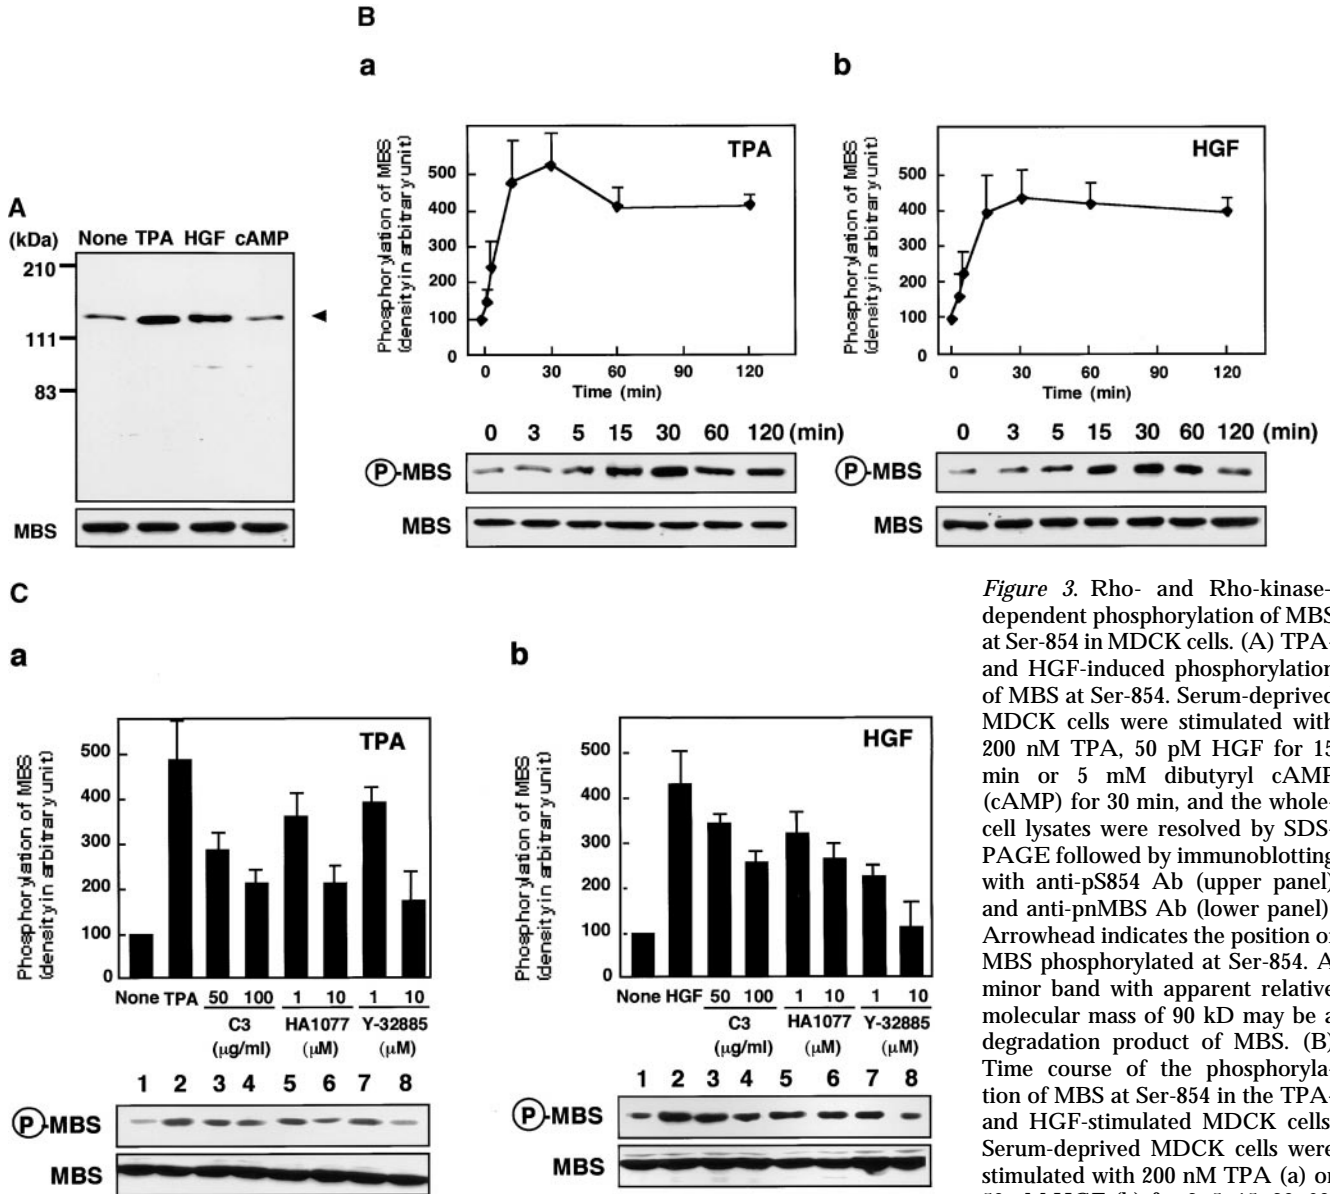 B
a
b
Phosphorylation of MBS
(density in arbitrary unit)
TPA
500
400
300
200
100
0
0 30 60 90 120
Time (min)
0 3 5 15 30 60 120 (min)
P-MBS
MBS
Phosphorylation of MBS
(density in arbitrary unit)
HGF
500
400
300
200
100
0
0 30 60 90 120
Time (min)
0 3 5 15 30 60 (min)
120
P-MBS
MBS
A
(kDa) None TPA HGF cAMP
210
111
83
MBS
C
a
Phosphorylation of MBS
(density in arbitrary unit)
TPA
500
400
300
200
100
0
None TPA 50 100 1 10 1 10
C3 HA1077 Y-32885
(μg/ml) (μM) (μM)
1 2 3 4 5 6 7 8
P-MBS
MBS
b
Phosphorylation of MBS
(density in arbitrary unit)
HGF
500
400
300
200
100
0
None HGF 50 100 1 10 1 10
C3 HA1077 Y-32885
(μg/ml) (μM) (μM)
1 2 3 4 5 6 7 8
P-MBS
MBS
Figure 3. Rho- and Rho-kinase-
dependent phosphorylation of MBS
at Ser-854 in MDCK cells. (A) TPA-
and HGF-induced phosphorylation
of MBS at Ser-854. Serum-deprived
MDCK cells were stimulated with
200 nM TPA, 50 pM HGF for 15
min or 5 mM dibutyryl cAMP
(cAMP) for 30 min, and the whole-
cell lysates were resolved by SDS-
PAGE followed by immunoblotting
with anti-pS854 Ab (upper panel)
and anti-pnMBS Ab (lower panel)
Arrowhead indicates the position of
MBS phosphorylated at Ser-854. A
minor band with apparent relative
molecular mass of 90 kD may be a
degradation product of MBS. (B)
Time course of the phosphoryla-
tion of MBS at Ser-854 in the TPA-
and HGF-stimulated MDCK cells
Serum-deprived MDCK cells were
stimulated with 200 nM TPA (a) or